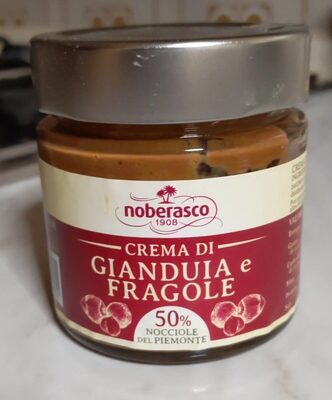 noberasco
1908
CREMA DI
GIANDUIA e
FRAGOLE
50%
NOCCIOLE
DEL PIEMONTE